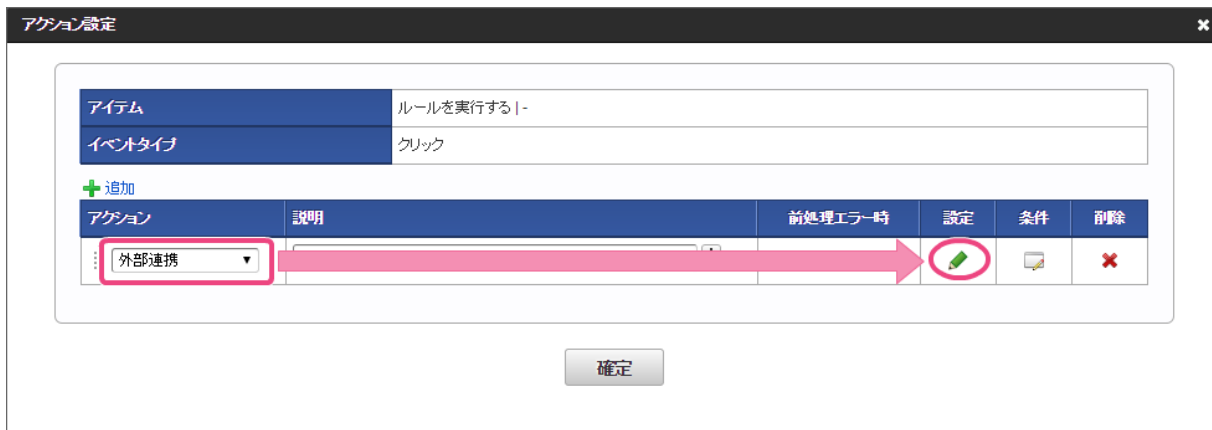 アクション設定
アイテム ルールを実行する | -
イベントタイプ クリック
追加
アクション 説明 前処理エラー時 設定 条件 削除
外部連携
確定